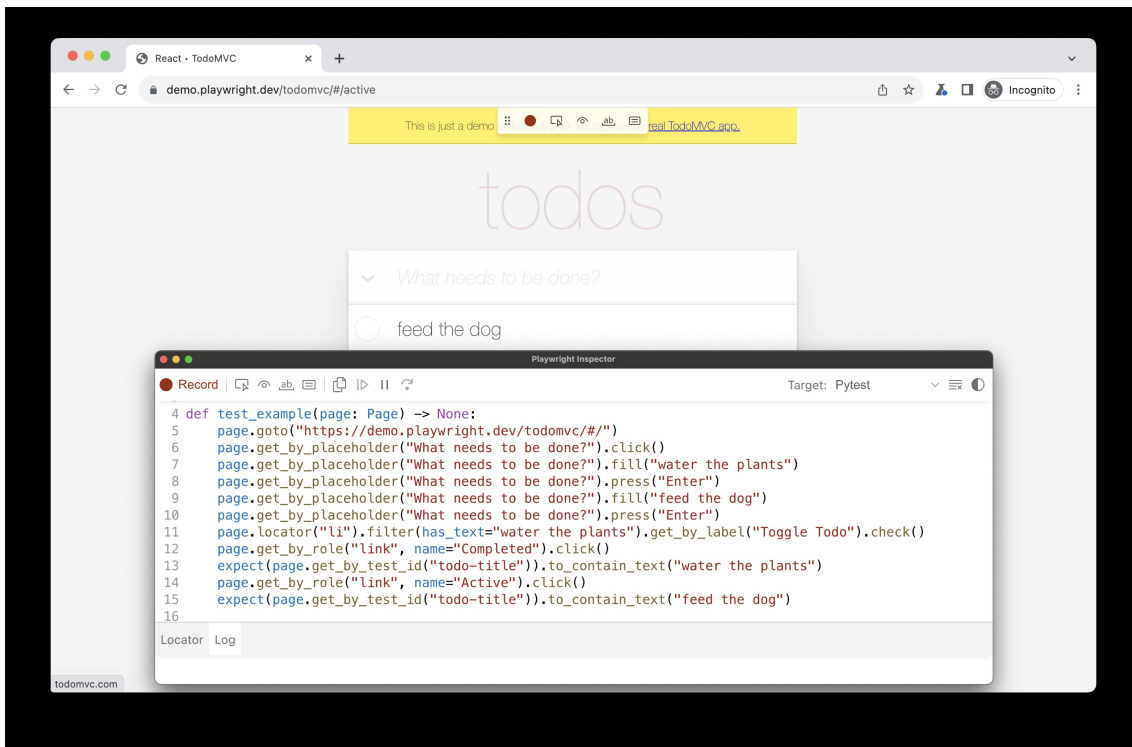 React · TodoMVC
demo.playwright.dev/todomvc/#/active
Incognito
This is just a demo
real TodoMVC app.
ab
todos
What needs to be done?
feed the dog
Playwright Inspector
Record
ab
Target: Pytest
4 def test_example(page: Page) -> None:
5 page.goto("https://demo.playwright.dev/todomvc/#/")
6 page.get_by_placeholder("What needs to be done?").click()
7 page.get_by_placeholder("What needs to be done?").fill("water the plants")
8 page.get_by_placeholder("What needs to be done?").press("Enter")
9 page.get_by_placeholder("What needs to be done?").fill("feed the dog")
10 page.get_by_placeholder("What needs to be done?").press("Enter")
11 page.locator("li").filter(has_text="water the plants").get_by_label("Toggle Todo").check()
12 page.get_by_role("link", name="Completed").click()
13 expect(page.get_by_test_id("todo-title")).to_contain_text("water the plants")
14 page.get_by_role("link", name="Active").click()
15 expect(page.get_by_test_id("todo-title")).to_contain_text("feed the dog")
16
Locator Log
todomvc.com